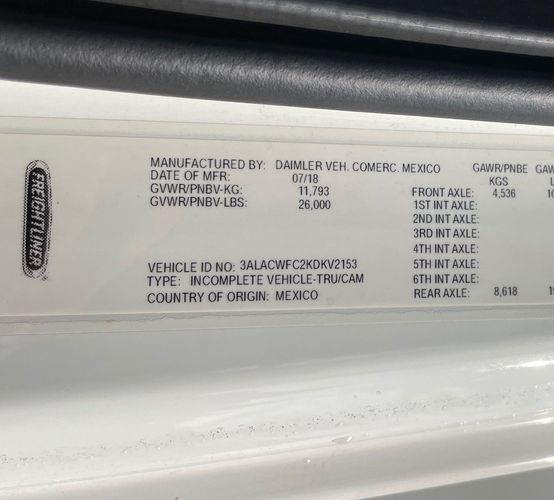 FREIGHTLINER
MANUFACTURED BY: DAIMLER VEH. COMERC. MEXICO
DATE OF MFR: 07/18
GVWR/PNBV-KG: 11,793
GVWR/PNBV-LBS: 26,000
VEHICLE ID NO: 3ALACWFC2KDKV2153
TYPE: INCOMPLETE VEHICLE-TRU/CAM
COUNTRY OF ORIGIN: MEXICO
GAWR/PNBE GAW
KGS L
FRONT AXLE: 4,536 10
1ST INT AXLE:
2ND INT AXLE:
3RD INT AXLE:
4TH INT AXLE:
5TH INT AXLE:
6TH INT AXLE:
REAR AXLE: 8,618 19